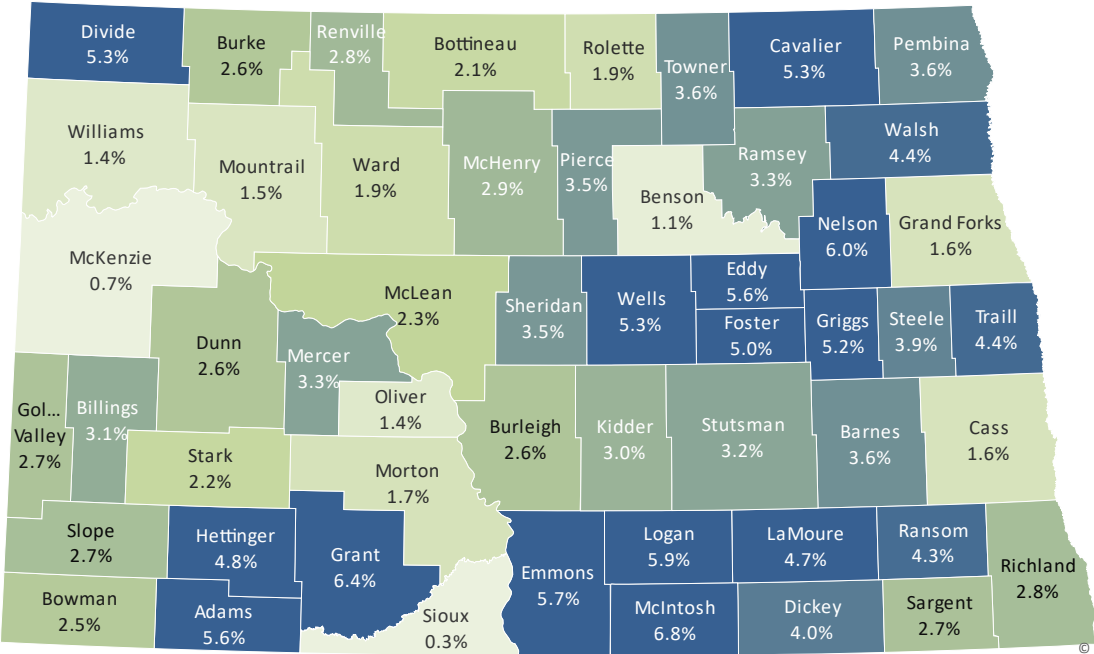 Divide
5.3%
Burke
2.6%
Renville
2.8%
Bottineau
2.1%
Rolette
1.9%
Towner
3.6%
Cavalier
5.3%
Pembina
3.6%
Williams
1.4%
Mountrail
1.5%
Ward
1.9%
McHenry
2.9%
Pierce
3.5%
Benson
1.1%
Ramsey
3.3%
Walsh
4.4%
Nelson
6.0%
Grand Forks
1.6%
McKenzie
0.7%
McLean
2.3%
Sheridan
3.5%
Wells
5.3%
Eddy
5.6%
Foster
5.0%
Griggs
5.2%
Steele
3.9%
Traill
4.4%
Dunn
2.6%
Mercer
3.3%
Oliver
1.4%
Gol...
Valley
2.7%
Billings
3.1%
Stark
2.2%
Morton
1.7%
Burleigh
2.6%
Kidder
3.0%
Stutsman
3.2%
Barnes
3.6%
Cass
1.6%
Slope
2.7%
Hettinger
4.8%
Grant
6.4%
Emmons
5.7%
Logan
5.9%
LaMoure
4.7%
Ransom
4.3%
Richland
2.8%
Bowman
2.5%
Adams
5.6%
Sioux
0.3%
McIntosh
6.8%
Dickey
4.0%
Sargent
2.7%
©